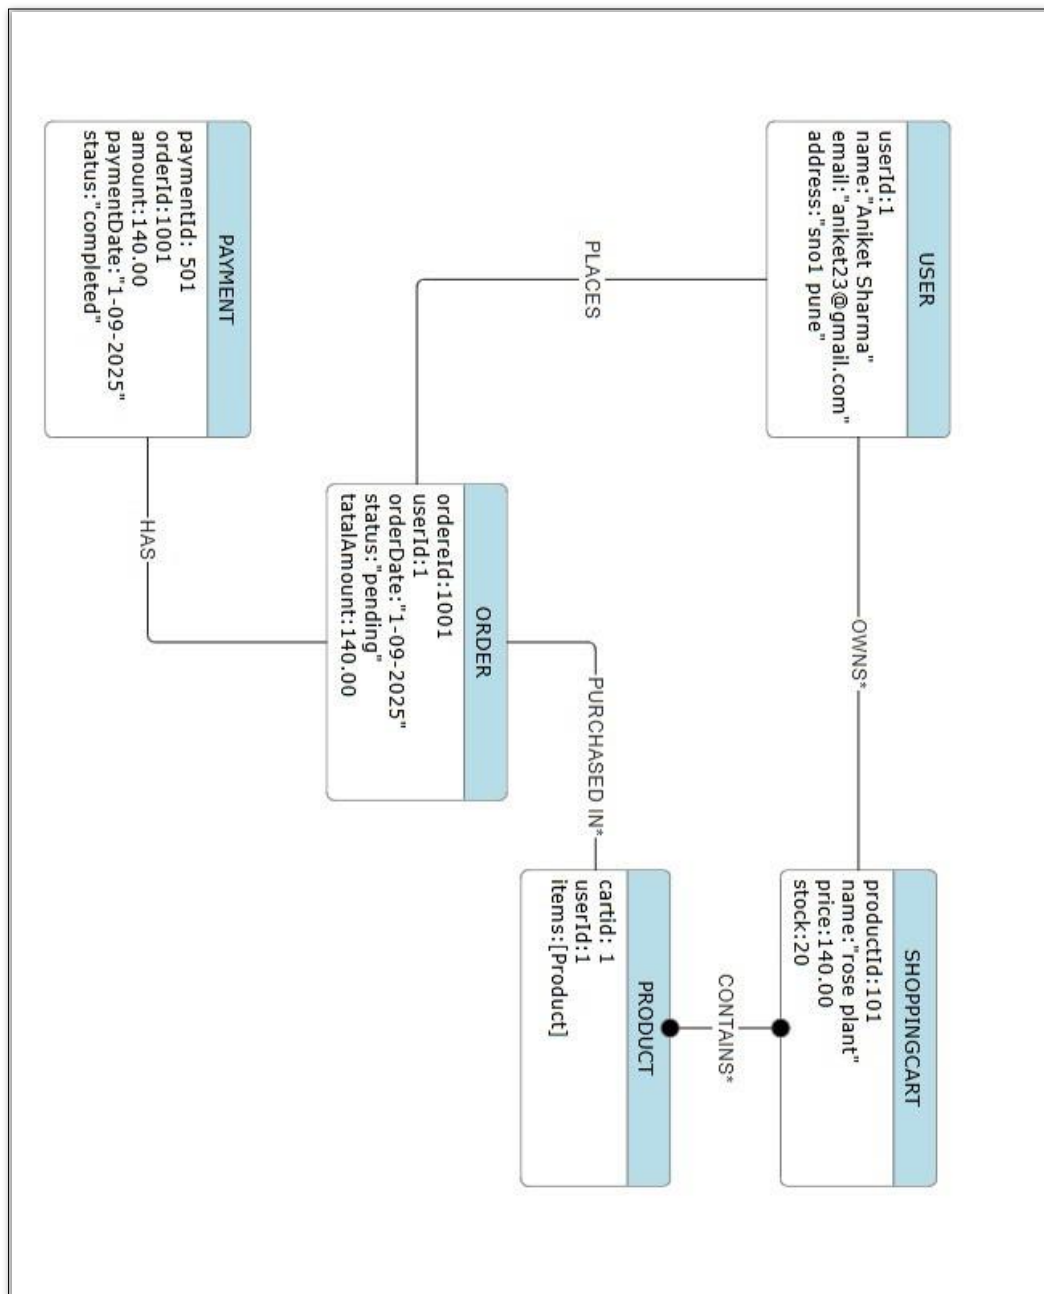 USER
userId:1
name:"Aniket Sharma"
email:"aniket23@gmail.com"
address:"sno1 pune"
OWNS*
SHOPPINGCART
productId:101
name:"rose plant"
price:140.00
stock:20
PLACES
CONTAINS*
PRODUCT
cartid: 1
userId:1
items:[Product]
PURCHASED IN*
ORDER
ordereId:1001
userId:1
orderDate:"1-09-2025"
status:"pending"
tatalAmount:140.00
HAS
PAYMENT
paymentId: 501
orderId:1001
amount:140.00
paymentDate:"1-09-2025"
status:"completed"